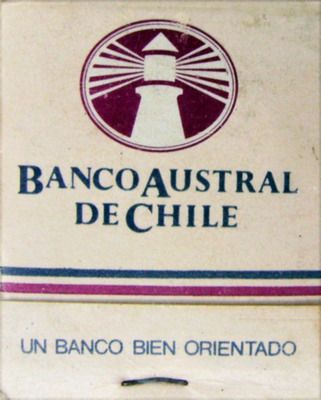 BANCO AUSTRAL
DE CHILE
UN BANCO BIEN ORIENTADO